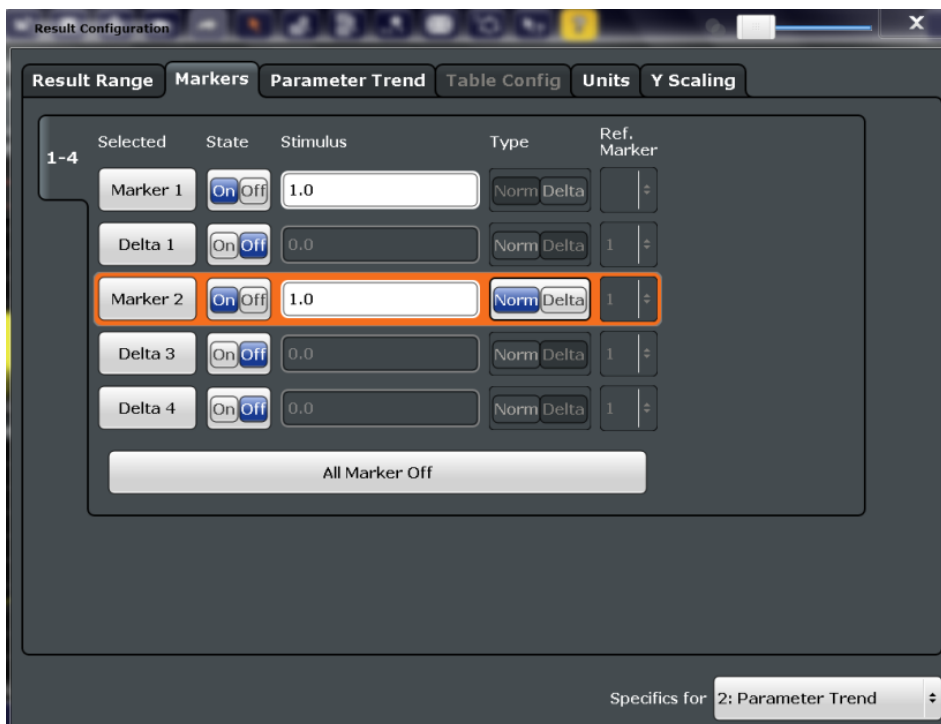 Result Configuration
X
Result Range Markers Parameter Trend Table Config Units Y Scaling
1-4
Selected State Stimulus Type Ref. Marker
Marker 1 On Off 1.0 Norm Delta
Delta 1 On Off 0.0 Norm Delta 1
Marker 2 On Off 1.0 Norm Delta 1
Delta 3 On Off 0.0 Norm Delta 1
Delta 4 On Off 0.0 Norm Delta 1
All Marker Off
Specifics for 2: Parameter Trend